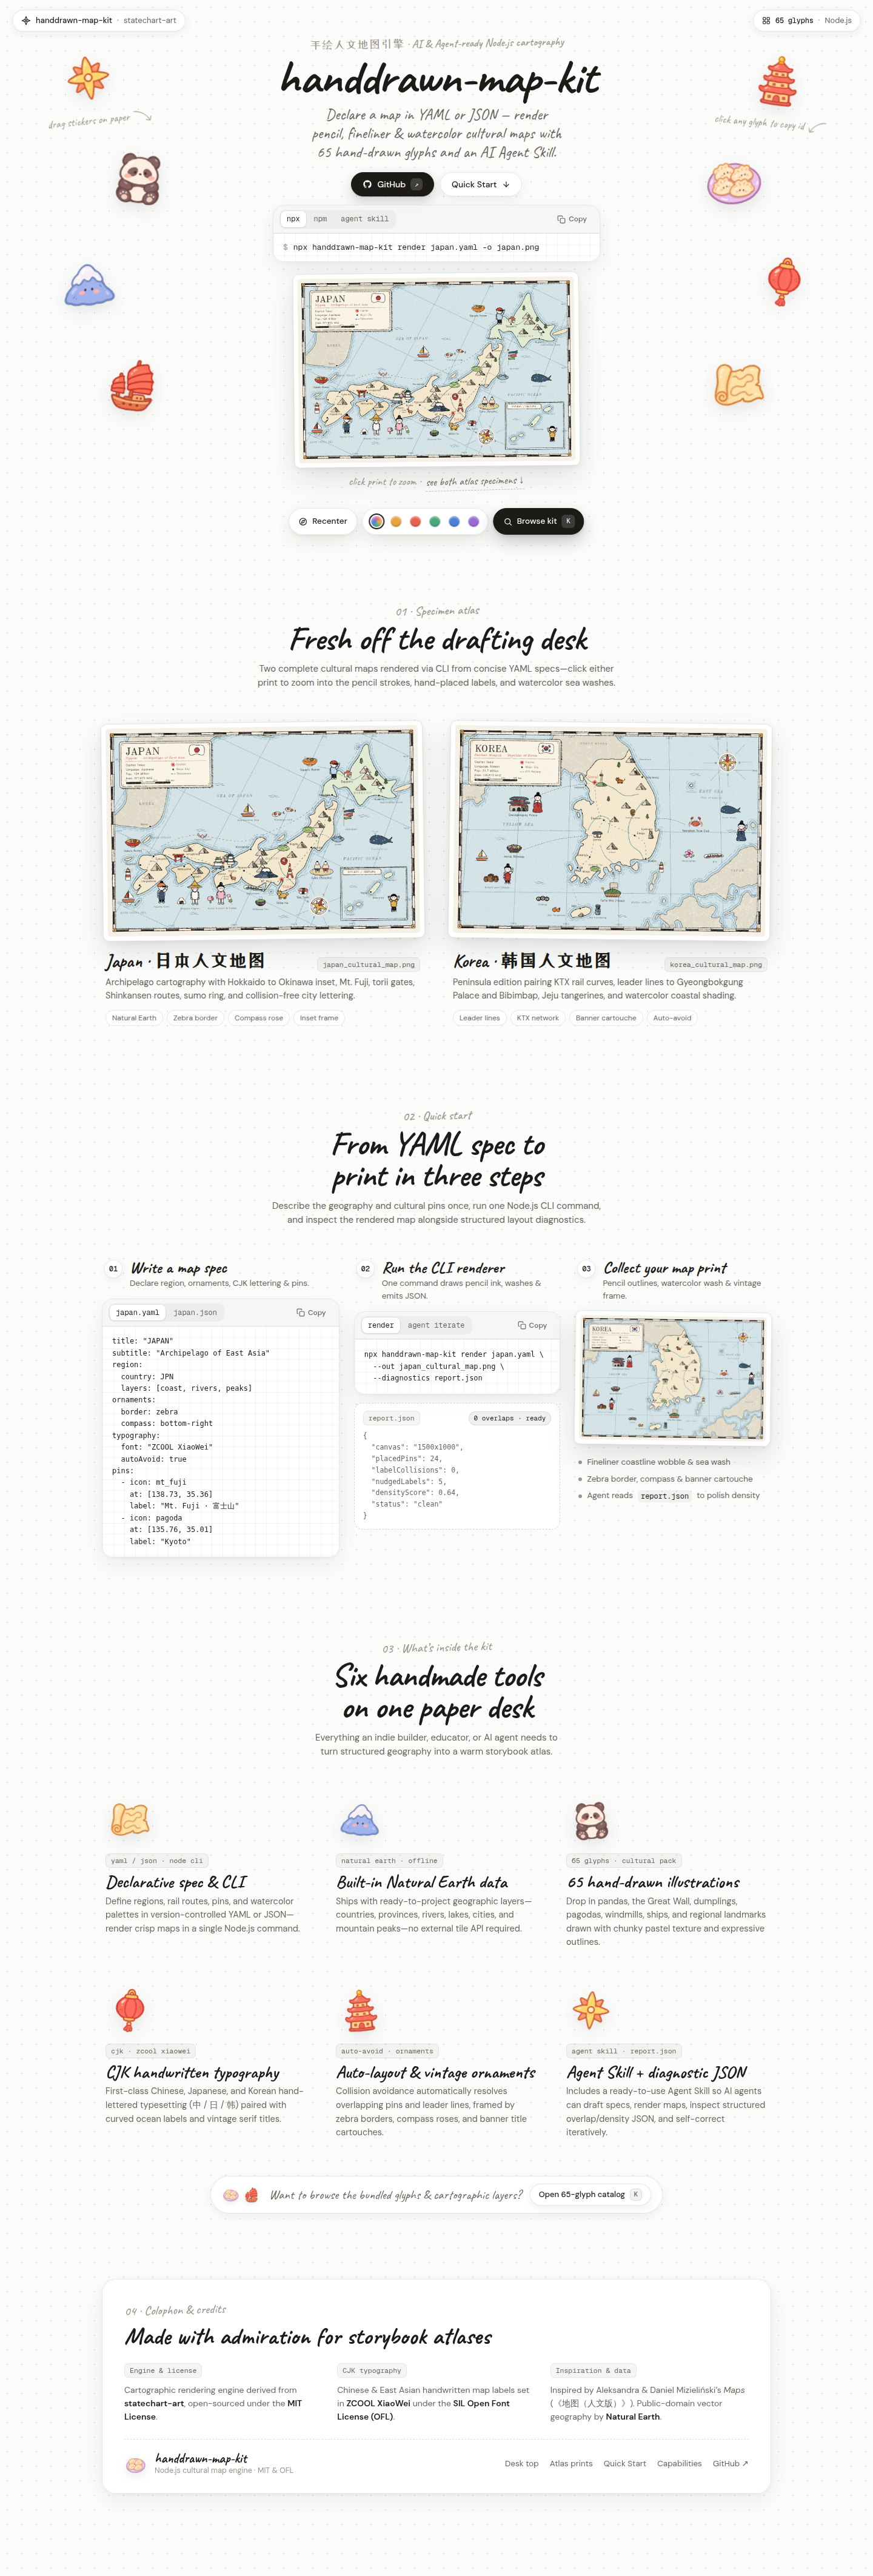 handdrawn-map-kit · statechart-art
65 glyphs · Node.js
手绘人文地图引擎 · AI & Agent-ready Node.js cartography
handdrawn-map-kit
drag stickers on paper
click any glyph to copy id
Declare a map in YAML or JSON — render
pencil, fineliner & watercolor cultural maps with
65 hand-drawn glyphs and an AI Agent Skill.
GitHub ↗
Quick Start ↓
npx npm agent skill Copy
$ npx handdrawn-map-kit render japan.yaml -o japan.png
JAPAN
SEA OF JAPAN
KOREA
PACIFIC OCEAN
click print to zoom · see both atlas specimens ↓
Recenter
Browse kit K
01 · Specimen atlas
Fresh off the drafting desk
Two complete cultural maps rendered via CLI from concise YAML specs—click either
print to zoom into the pencil strokes, hand-placed labels, and watercolor sea washes.
JAPAN
SEA OF JAPAN
KOREA
PACIFIC OCEAN
KOREA
EAST SEA
YELLOW SEA
JAPAN
Japan · 日本人文地图
japan_cultural_map.png
Archipelago cartography with Hokkaido to Okinawa inset, Mt. Fuji, torii gates,
Shinkansen routes, sumo ring, and collision-free city lettering.
Natural Earth Zebra border Compass rose Inset frame
Korea · 韩国人文地图
korea_cultural_map.png
Peninsula edition pairing KTX rail curves, leader lines to Gyeongbokgung
Palace and Bibimbap, Jeju tangerines, and watercolor coastal shading.
Leader lines KTX network Banner cartouche Auto-avoid
02 · Quick start
From YAML spec to
print in three steps
Describe the geography and cultural pins once, run one Node.js CLI command,
and inspect the rendered map alongside structured layout diagnostics.
01 Write a map spec
Declare region, ornaments, CJK lettering & pins.
japan.yaml japan.json Copy
title: "JAPAN"
subtitle: "Archipelago of East Asia"
region:
country: JPN
layers: [coast, rivers, peaks]
ornaments:
border: zebra
compass: bottom-right
typography:
font: "ZCOOL XiaoWei"
autoAvoid: true
pins:
- icon: mt_fuji
at: [138.73, 35.36]
label: "Mt. Fuji · 富士山"
- icon: pagoda
at: [135.76, 35.01]
label: "Kyoto"
02 Run the CLI renderer
One command draws pencil ink, washes &
emits JSON.
render agent iterate Copy
npx handdrawn-map-kit render japan.yaml \
--out japan_cultural_map.png \
--diagnostics report.json
report.json 0 overlaps · ready
{
"canvas": "1500x1000",
"placedPins": 24,
"labelCollisions": 0,
"nudgedLabels": 5,
"densityScore": 0.64,
"status": "clean"
}
03 Collect your map print
Pencil outlines, watercolor wash & vintage
frame.
KOREA
Fineliner coastline wobble & sea wash
Zebra border, compass & banner cartouche
Agent reads report.json to polish density
03 · What's inside the kit
Six handmade tools
on one paper desk
Everything an indie builder, educator, or AI agent needs to
turn structured geography into a warm storybook atlas.
yaml / json · node cli
Declarative spec & CLI
Define regions, rail routes, pins, and watercolor
palettes in version-controlled YAML or JSON—
render crisp maps in a single Node.js command.
natural earth · offline
Built-in Natural Earth data
Ships with ready-to-project geographic layers—
countries, provinces, rivers, lakes, cities, and
mountain peaks—no external tile API required.
65 glyphs · cultural pack
65 hand-drawn illustrations
Drop in pandas, the Great Wall, dumplings,
pagodas, windmills, ships, and regional landmarks
drawn with chunky pastel texture and expressive
outlines.
cjk · zcool xiaowei
CJK handwritten typography
First-class Chinese, Japanese, and Korean hand-
lettered typesetting (中 / 日 / 韩) paired with
curved ocean labels and vintage serif titles.
auto-avoid · ornaments
Auto-layout & vintage ornaments
Collision avoidance automatically resolves
overlapping pins and leader lines, framed by
zebra borders, compass roses, and banner title
cartouches.
agent skill · report.json
Agent Skill + diagnostic JSON
Includes a ready-to-use Agent Skill so AI agents
can draft specs, render maps, inspect structured
overlap/density JSON, and self-correct
iteratively.
Want to browse the bundled glyphs & cartographic layers? Open 65-glyph catalog K
04 · Colophon & credits
Made with admiration for storybook atlases
Engine & license
Cartographic rendering engine derived from
statechart-art, open-sourced under the MIT
License.
CJK typography
Chinese & East Asian handwritten map labels set
in ZCOOL XiaoWei under the SIL Open Font
License (OFL).
Inspiration & data
Inspired by Aleksandra & Daniel Mizieliński's Maps
(《地图（人文版）》). Public-domain vector
geography by Natural Earth.
handdrawn-map-kit
Node.js cultural map engine · MIT & OFL
Desk top Atlas prints Quick Start Capabilities GitHub ↗